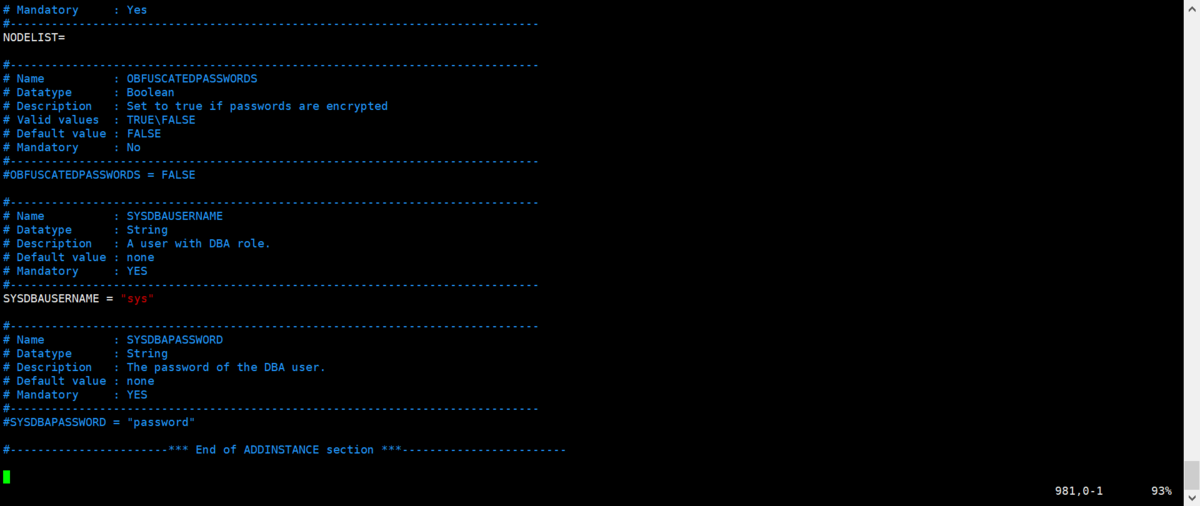 # Mandatory     : Yes
#-----------------------------------------------------------------------------
NODELIST=
#-----------------------------------------------------------------------------
# Name          : OBFUSCATEDPASSWORDS
# Datatype      : Boolean
# Description   : Set to true if passwords are encrypted
# Valid values  : TRUE\FALSE
# Default value : FALSE
# Mandatory     : No
#-----------------------------------------------------------------------------
#OBFUSCATEDPASSWORDS = FALSE
#-----------------------------------------------------------------------------
# Name          : SYSDBAUSERNAME
# Datatype      : String
# Description   : A user with DBA role.
# Default value : none
# Mandatory     : YES
#-----------------------------------------------------------------------------
SYSDBAUSERNAME = "sys"
#-----------------------------------------------------------------------------
# Name          : SYSDBAPASSWORD
# Datatype      : String
# Description   : The password of the DBA user.
# Default value : none
# Mandatory     : YES
#-----------------------------------------------------------------------------
#SYSDBAPASSWORD = "password"
#-----------------------*** End of ADDINSTANCE section ***------------------------
981,0-1       93%